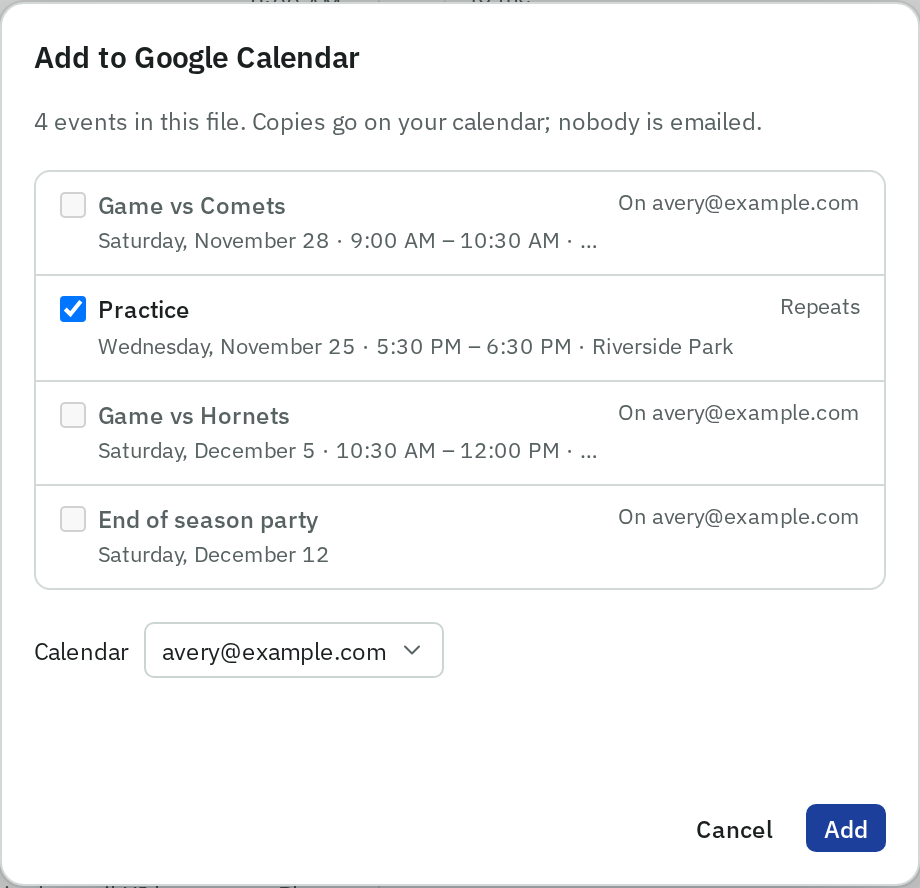 Add to Google Calendar
4 events in this file. Copies go on your calendar; nobody is emailed.
Game vs Comets
On avery@example.com
Saturday, November 28 · 9:00 AM – 10:30 AM · ...
Practice
Repeats
Wednesday, November 25 · 5:30 PM – 6:30 PM · Riverside Park
Game vs Hornets
On avery@example.com
Saturday, December 5 · 10:30 AM – 12:00 PM · ...
End of season party
On avery@example.com
Saturday, December 12
Calendar
avery@example.com
Cancel
Add